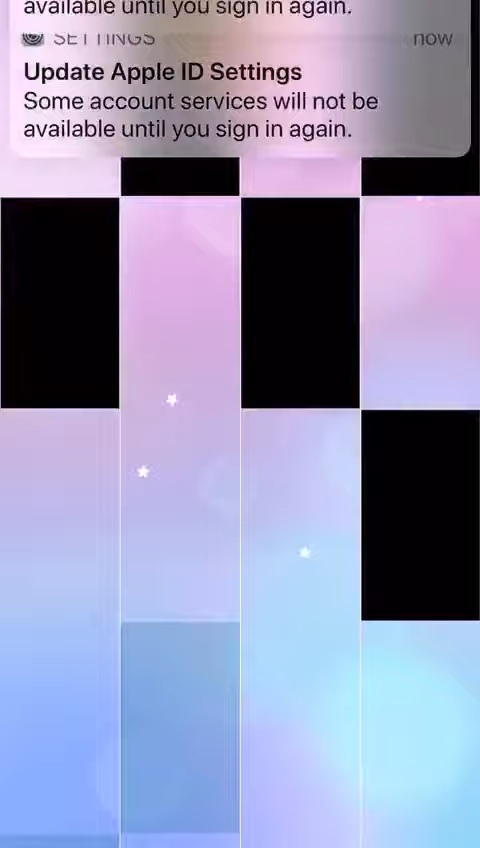 available until you sign in again.
SETTINGS now
Update Apple ID Settings
Some account services will not be
available until you sign in again.